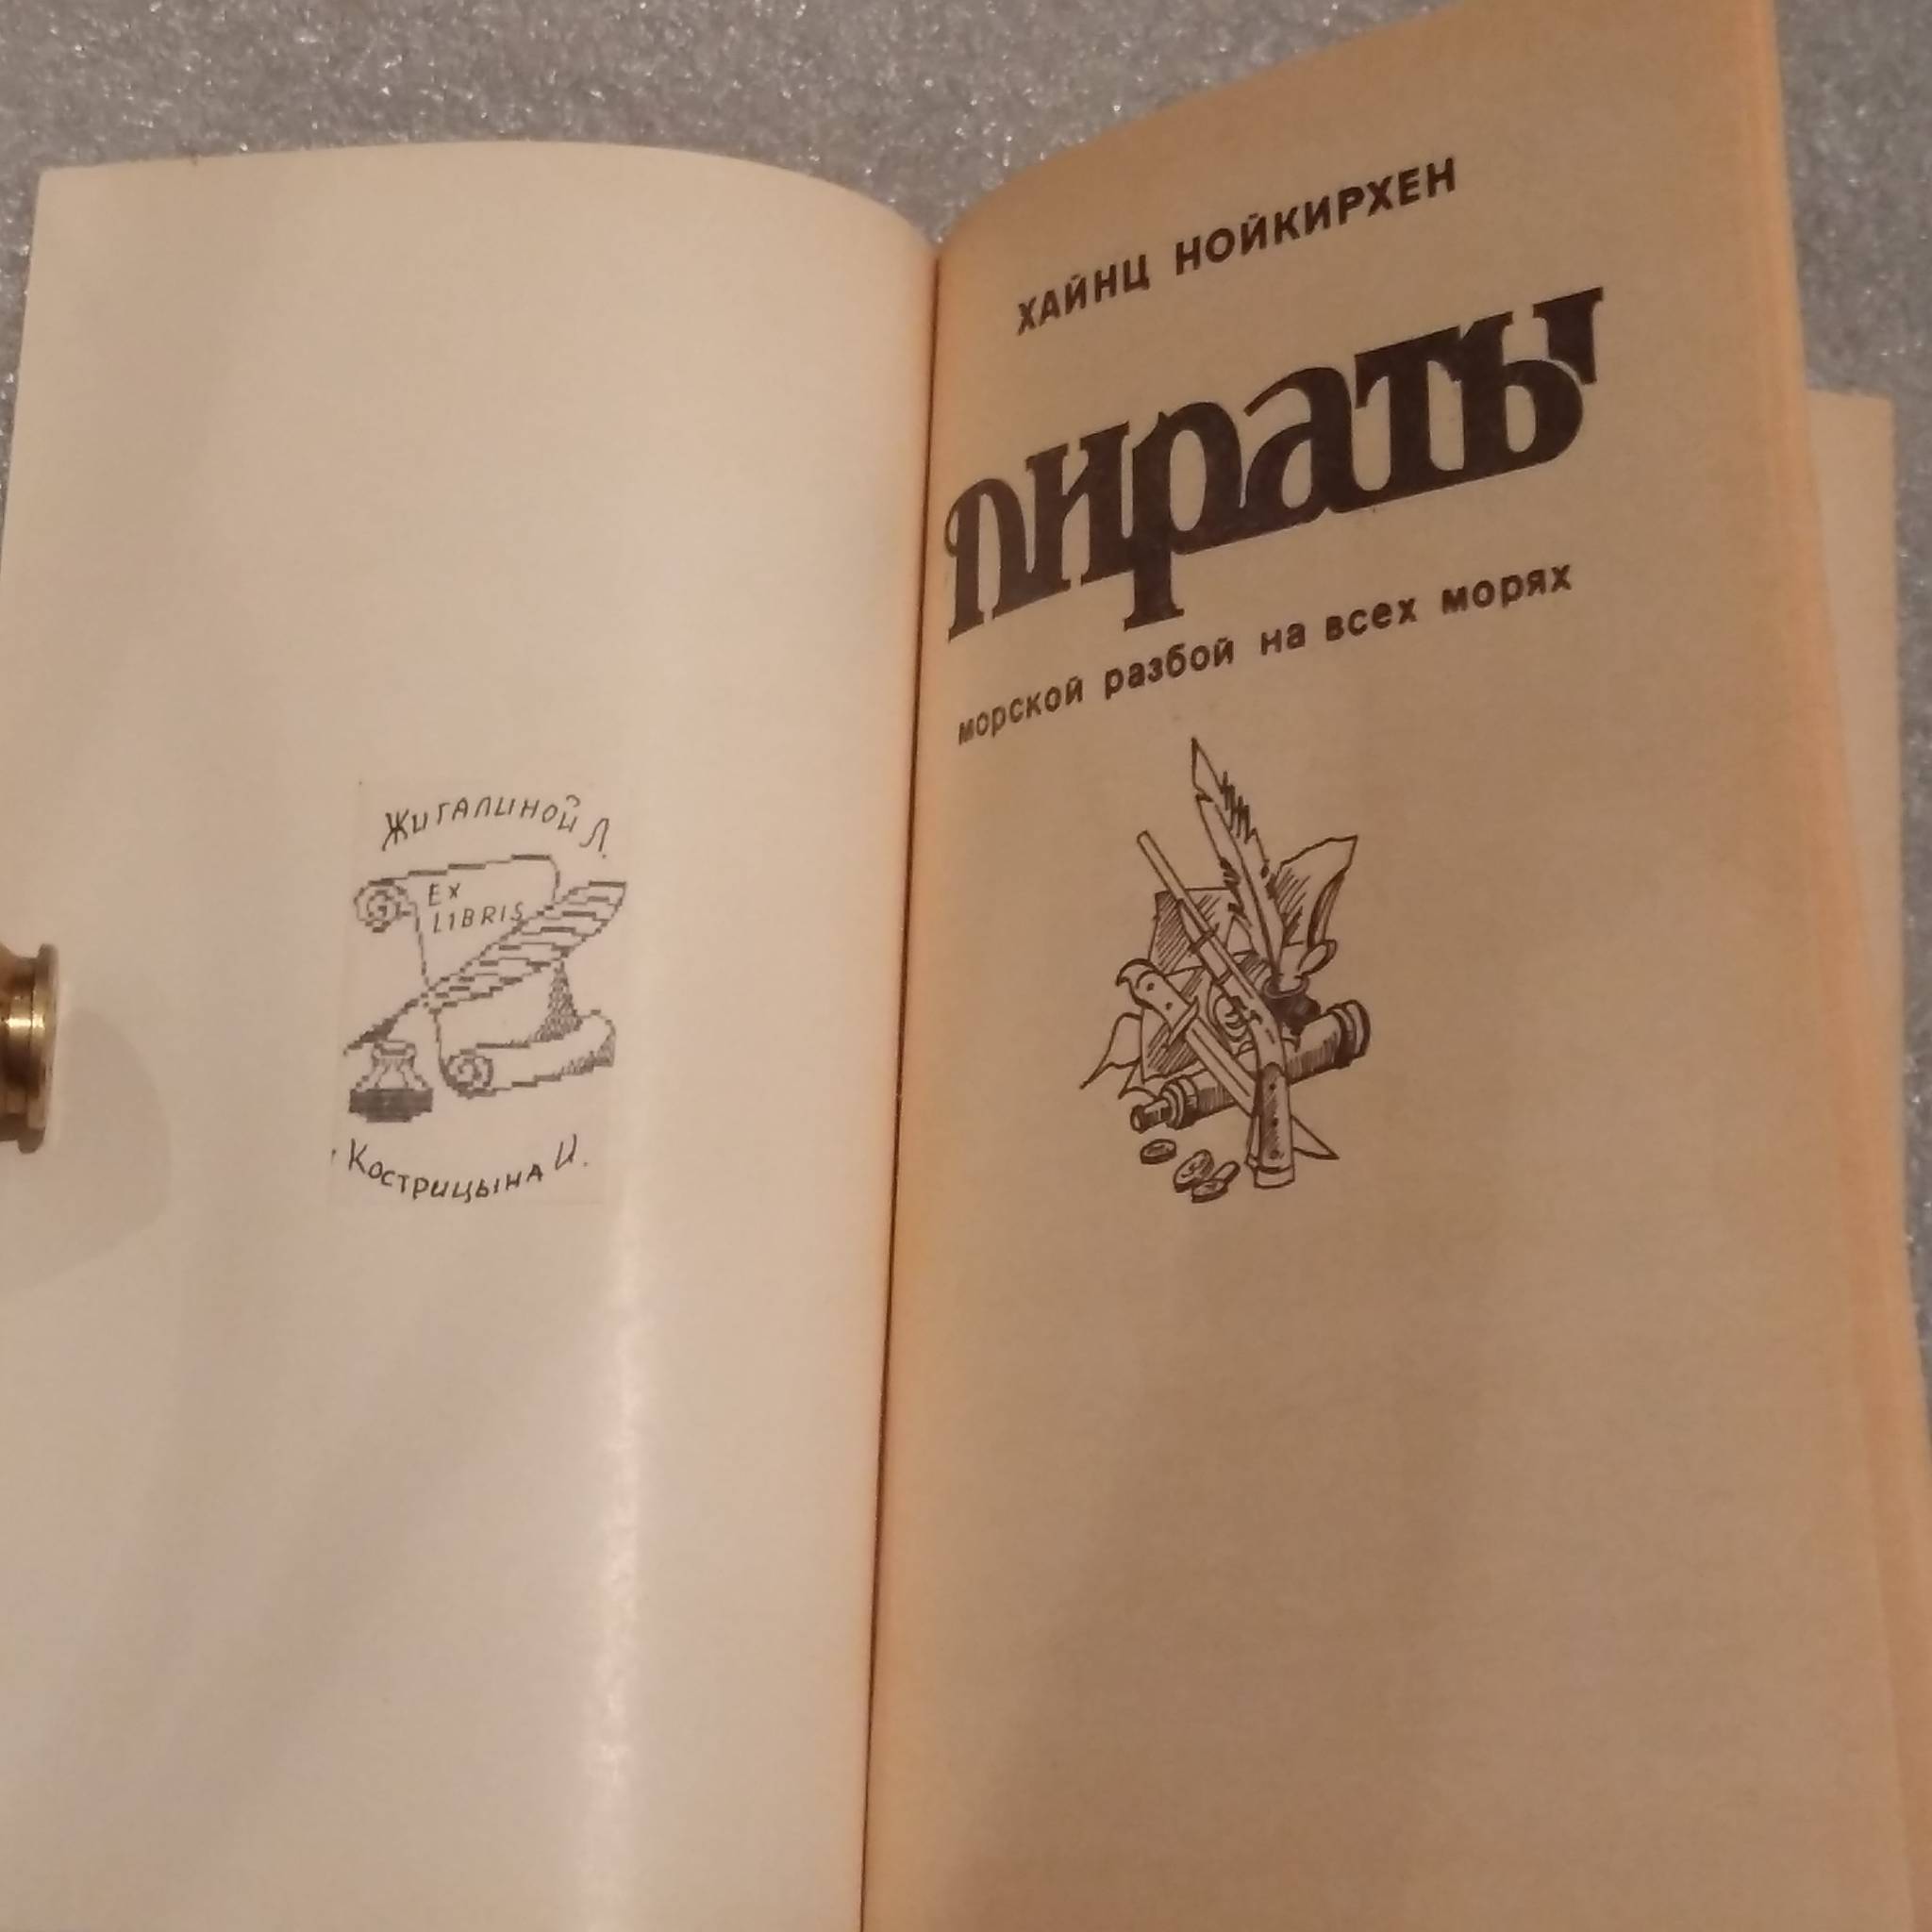 Жигалиной Л.
EX
LIBRIS
Кострицына И.
ХАЙНЦ НОЙКИРХЕН
пираты
морской разбой на всех морях